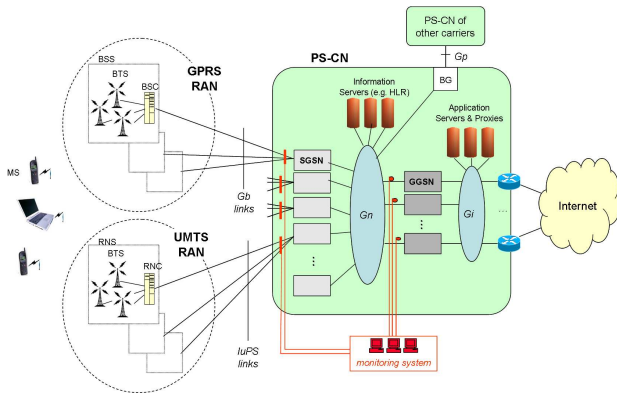 PS-CN of
other carriers
Gp
BSS
BTS
BSC
GPRS
RAN
PS-CN
BG
Information
Servers (e.g. HLR)
Application
Servers & Proxies
MS
SGSN
GGSN
Gb
links
Gn
Gi
Internet
RNS
BTS
RNC
UMTS
RAN
IuPS
links
monitoring system